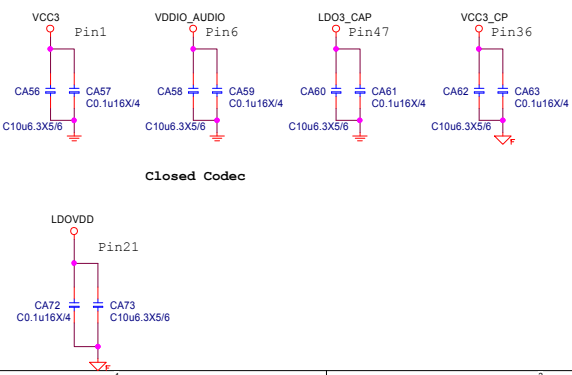 VCC3
Pin1
CA56
CA57
C0.1u16X/4
C10u6.3X5/6
VDDIO_AUDIO
Pin6
CA58
CA59
C0.1u16X/4
C10u6.3X5/6
LDO3_CAP
Pin47
CA60
CA61
C0.1u16X/4
C10u6.3X5/6
VCC3_CP
Pin36
CA62
CA63
C0.1u16X/4
C10u6.3X5/6
F
Closed Codec
LDOVDD
Pin21
CA72
C0.1u16X/4
CA73
C10u6.3X5/6
F